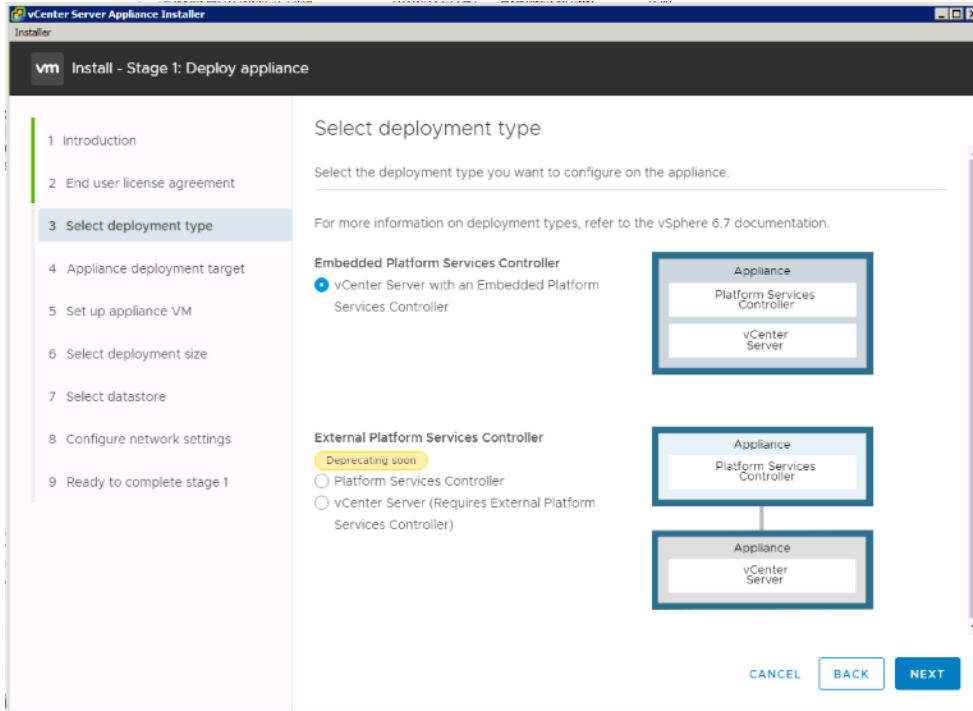 vCenter Server Appliance Installer
Installer
vm Install - Stage 1: Deploy appliance
1 Introduction
2 End user license agreement
3 Select deployment type
4 Appliance deployment target
5 Set up appliance VM
6 Select deployment size
7 Select datastore
8 Configure network settings
9 Ready to complete stage 1
Select deployment type
Select the deployment type you want to configure on the appliance.
For more information on deployment types, refer to the vSphere 6.7 documentation.
Embedded Platform Services Controller
vCenter Server with an Embedded Platform
Services Controller
Appliance
Platform Services
Controller
vCenter
Server
External Platform Services Controller
Deprecating soon
Platform Services Controller
vCenter Server (Requires External Platform
Services Controller)
Appliance
Platform Services
Controller
Appliance
vCenter
Server
CANCEL
BACK
NEXT